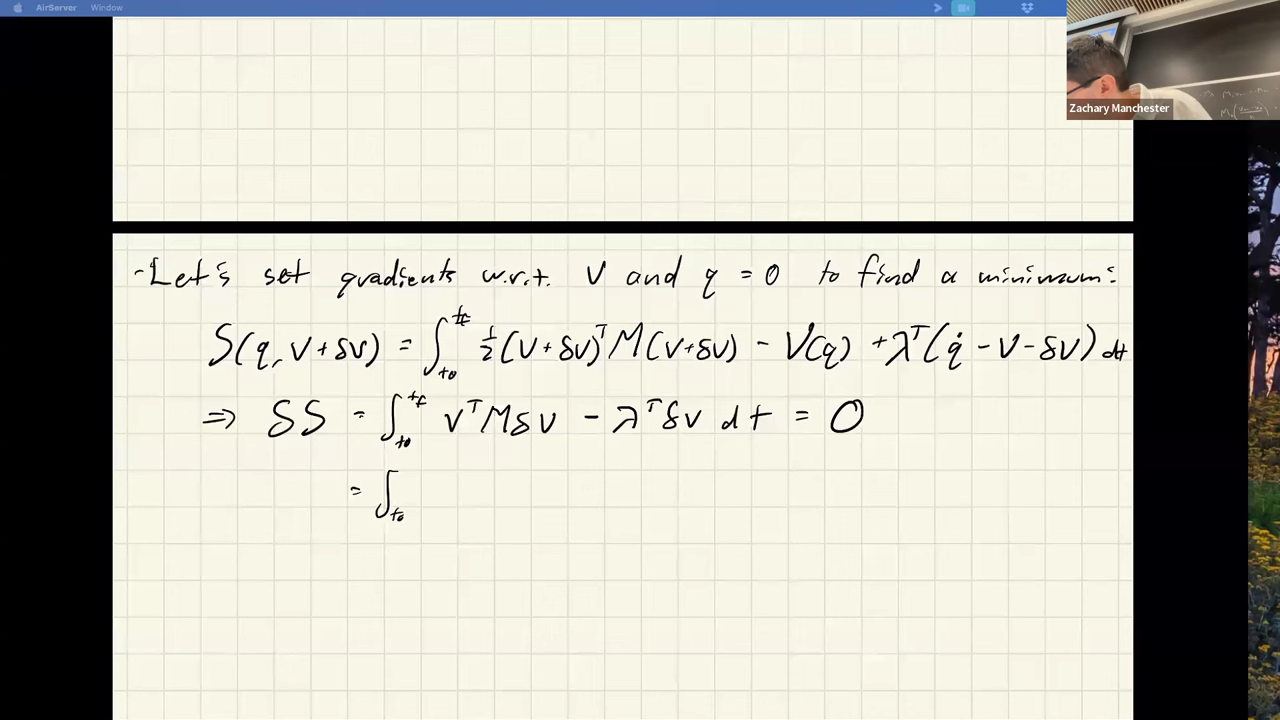 AirServer Window
Zachary Manchester
-Let's set gradients w.r.t. V and q = 0 to find a minimum:
S(q, V+δV) = ∫_{t0}^{tf} ½(V+δV)ᵀM(V+δV) - V(q) + λᵀ(q̇ - V - δV) dt
⇒ δS = ∫_{t0}^{tf} VᵀMδV - λᵀδV dt = 0
= ∫_{t0}